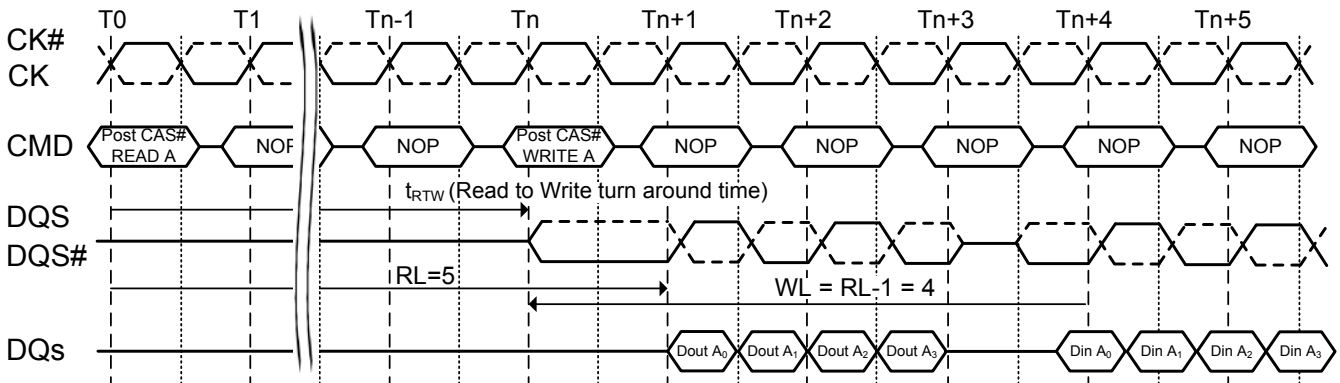 T0 T1 Tn-1 Tn Tn+1 Tn+2 Tn+3 Tn+4 Tn+5
CK#
CK
CMD Post CAS# READ A NOP NOP Post CAS# WRITE A NOP NOP NOP NOP NOP
tRTW (Read to Write turn around time)
DQS
DQS#
RL=5 WL = RL-1 = 4
DQs Dout A0 Dout A1 Dout A2 Dout A3 Din A0 Din A1 Din A2 Din A3